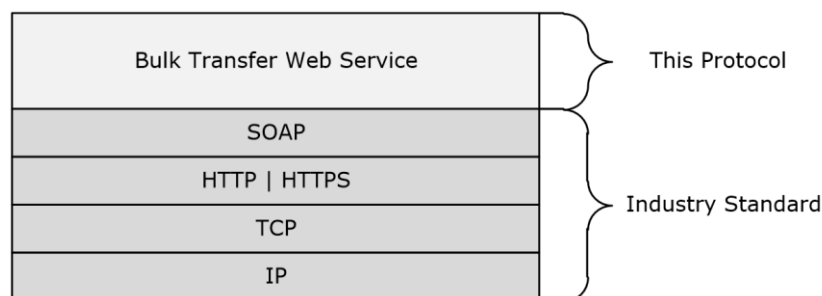 Bulk Transfer Web Service
This Protocol
SOAP
HTTP | HTTPS
Industry Standard
TCP
IP